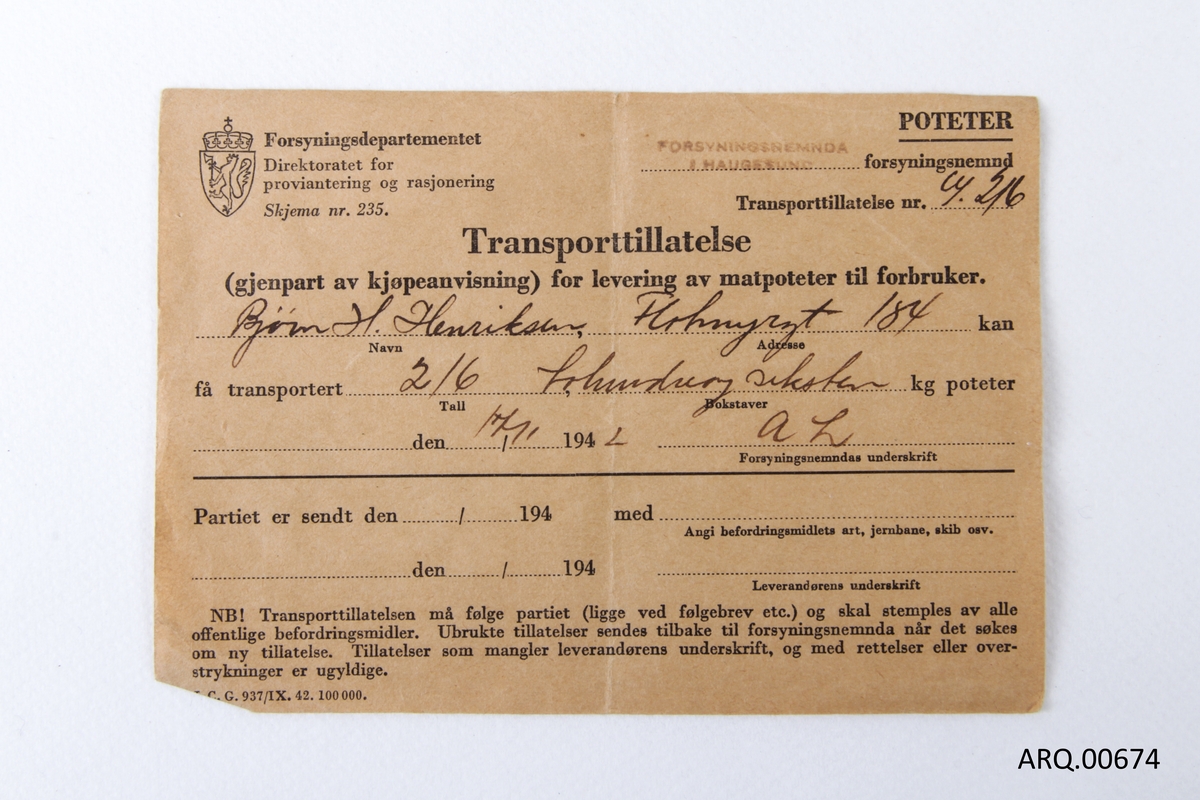 POTETER
Forsyningsdepartementet
Direktoratet for
proviantering og rasjonering
Skjema nr. 235.
FORSYNINGSNEMNDA
I HAUGESUND forsyningsnemnd
Transporttillatelse nr. 216
Transporttillatelse
(gjenpart av kjøpeanvisning) for levering av matpoteter til forbruker.
Bjørn H. Henriksen, 184 kan
Navn Adresse
få transportert 216 tohundreog seksten kg poteter
Tall Bokstaver
den /11 1942 A L
Forsyningsnemndas underskrift
Partiet er sendt den / 194 med
Angi befordringsmidlets art, jernbane, skib osv.
den / 194
Leverandørens underskrift
NB! Transporttillatelsen må følge partiet (ligge ved følgebrev etc.) og skal stemples av alle
offentlige befordringsmidler. Ubrukte tillatelser sendes tilbake til forsyningsnemnda når det søkes
om ny tillatelse. Tillatelser som mangler leverandørens underskrift, og med rettelser eller over-
strykninger er ugyldige.
C. G. 937/IX. 42. 100 000.
ARQ.00674